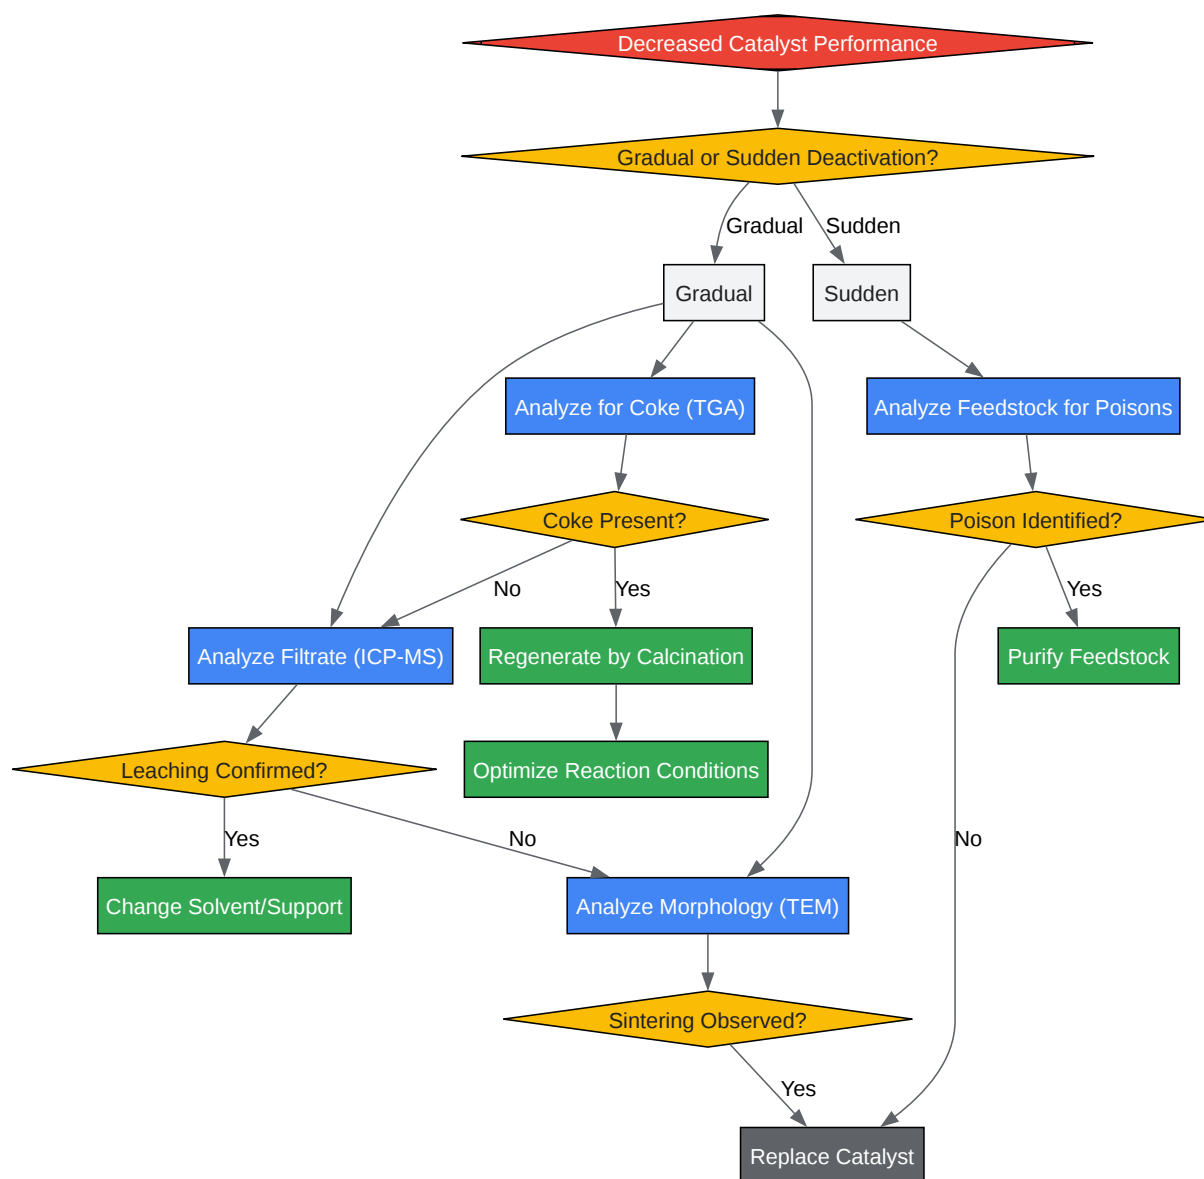 Decreased Catalyst Performance
Gradual or Sudden Deactivation?
Gradual
Sudden
Gradual
Sudden
Analyze for Coke (TGA)
Analyze Feedstock for Poisons
Coke Present?
Poison Identified?
No
Yes
Yes
Analyze Filtrate (ICP-MS)
Regenerate by Calcination
Purify Feedstock
Leaching Confirmed?
Optimize Reaction Conditions
Yes
No
No
Change Solvent/Support
Analyze Morphology (TEM)
Sintering Observed?
Yes
Replace Catalyst